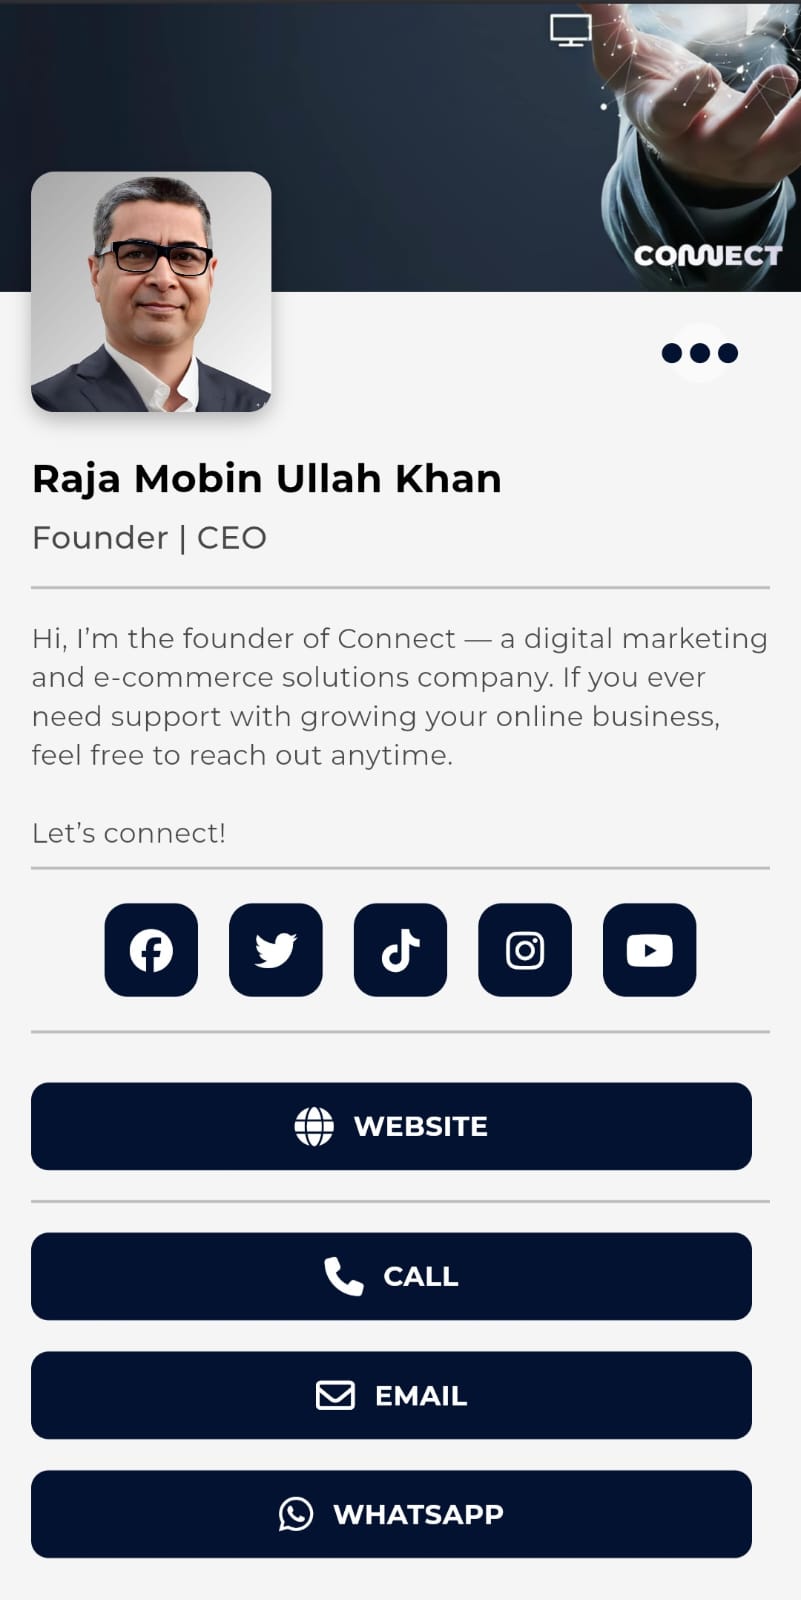 CONNECT
Raja Mobin Ullah Khan
Founder | CEO
Hi, I’m the founder of Connect — a digital marketing
and e-commerce solutions company. If you ever
need support with growing your online business,
feel free to reach out anytime.
Let’s connect!
WEBSITE
CALL
EMAIL
WHATSAPP